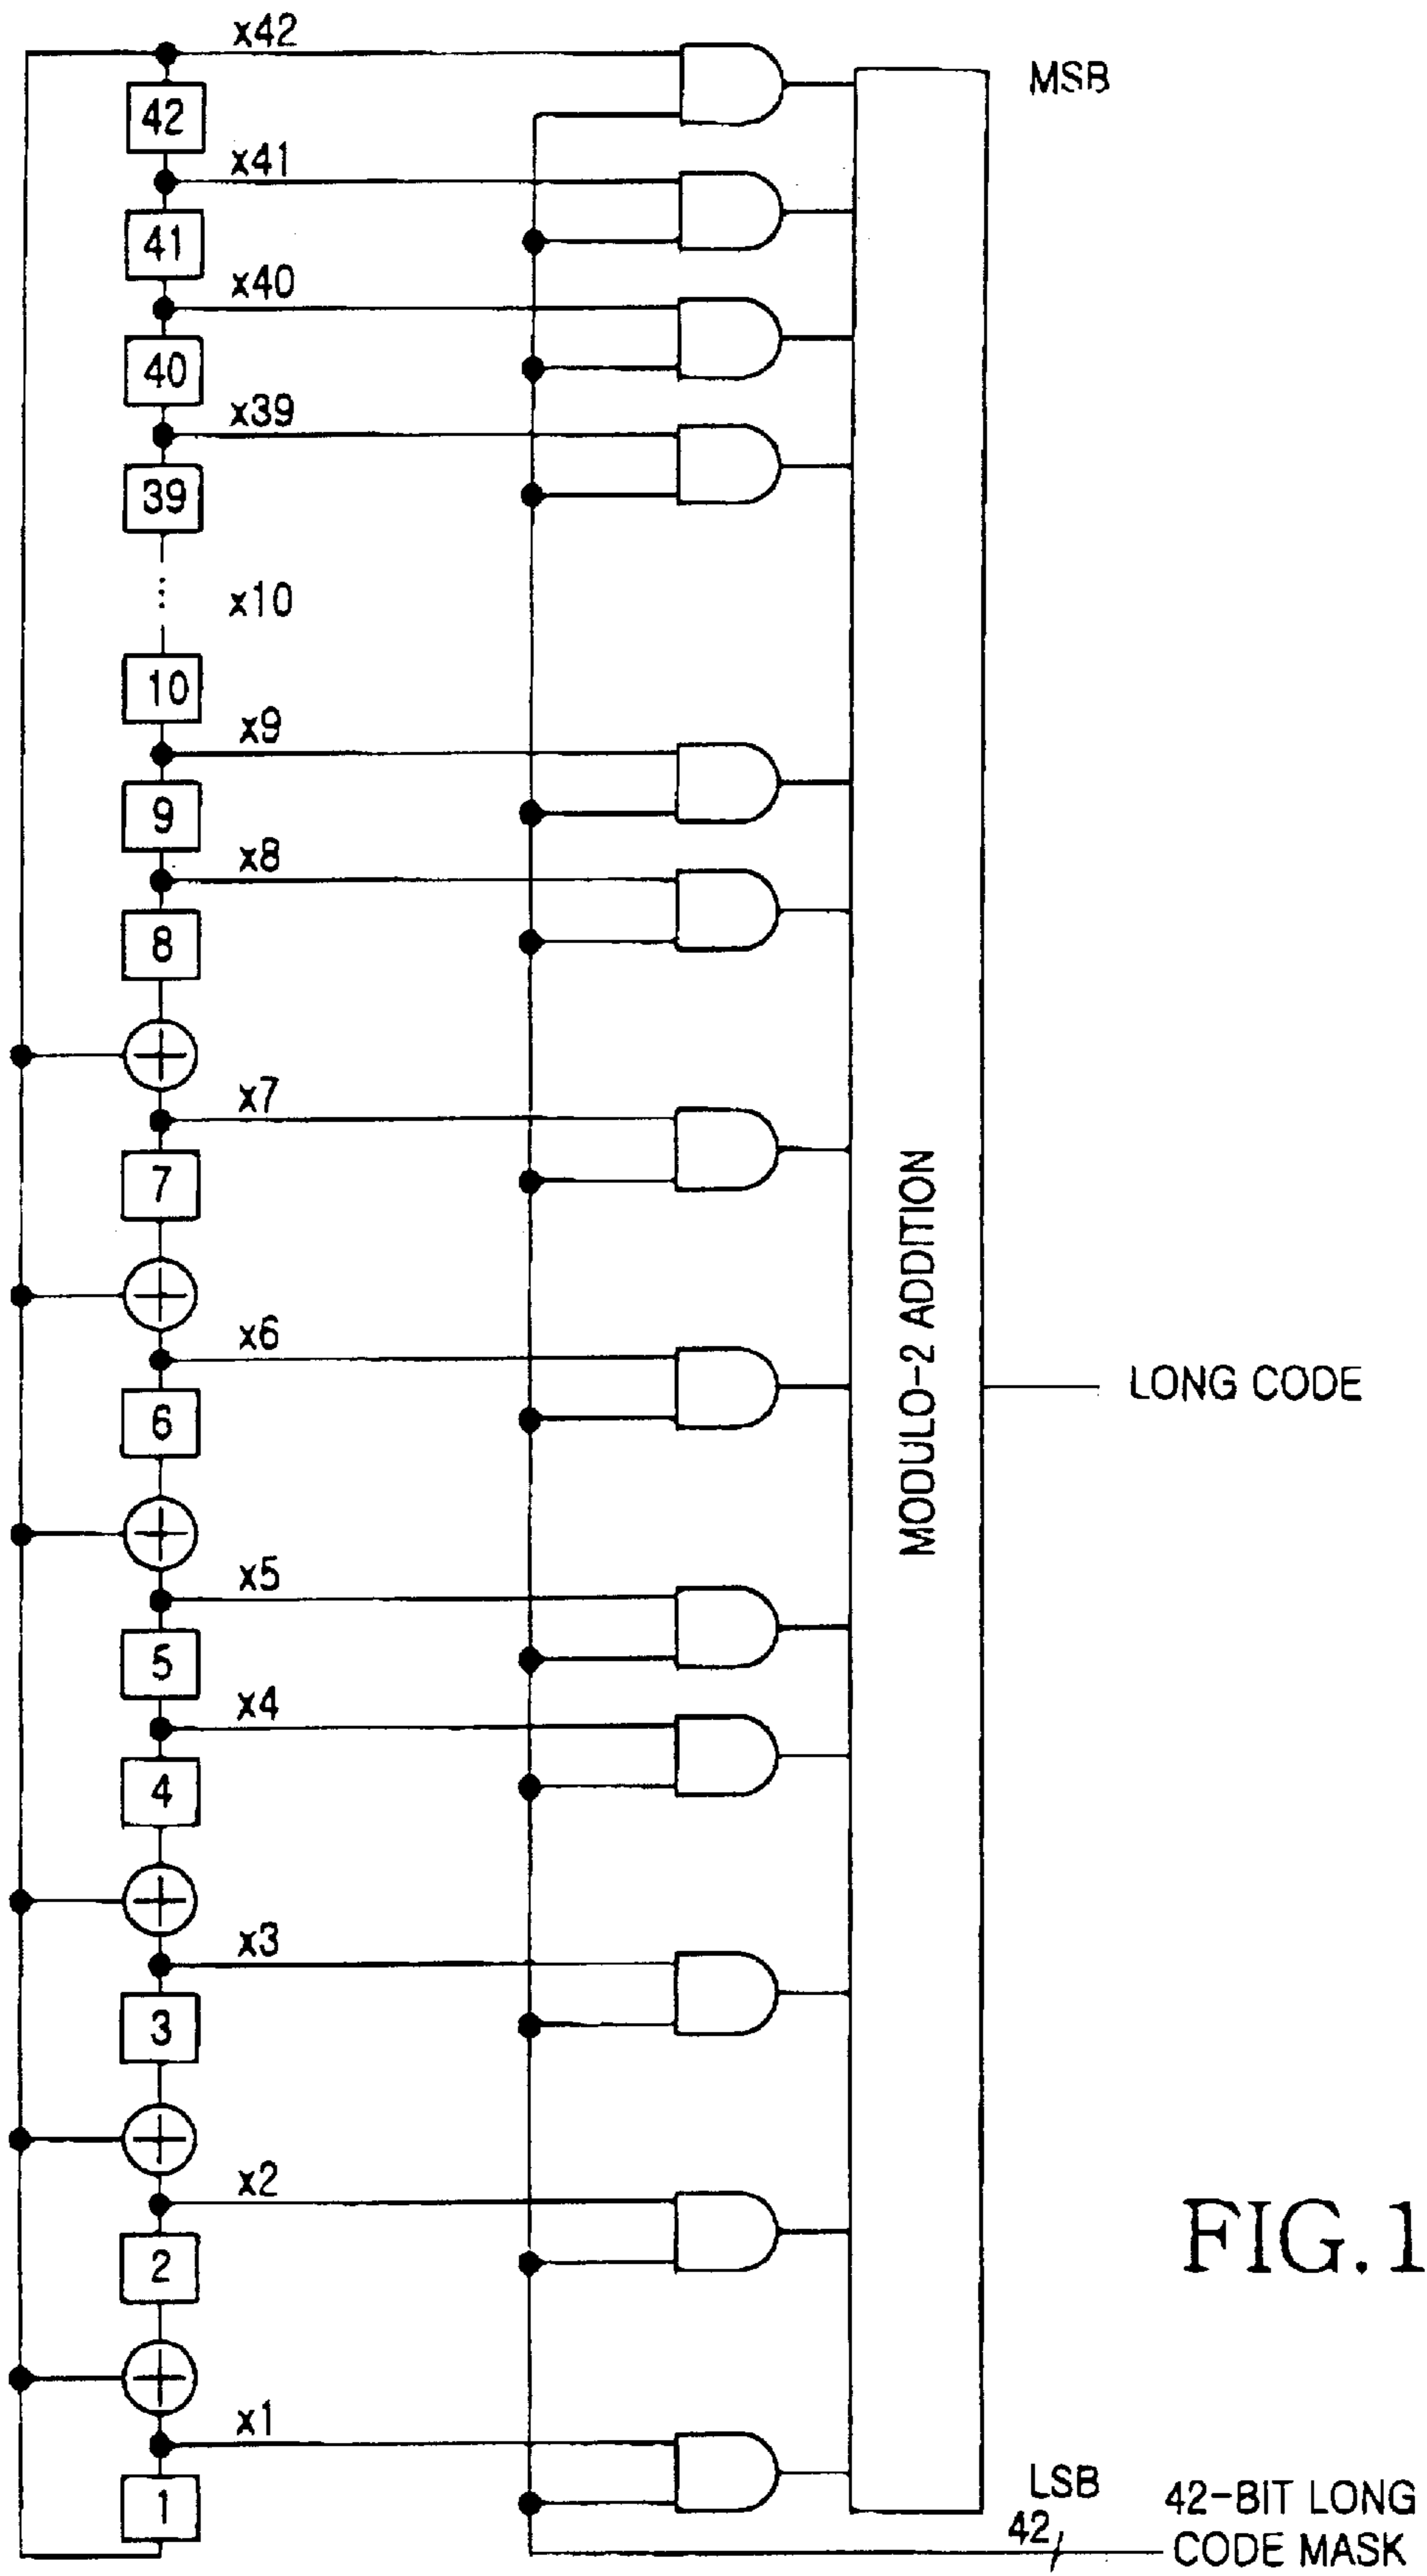 x42
MSB
42
x41
41
x40
40
x39
39
x10
10
x9
9
x8
8
x7
7
MODULO-2 ADDITION
x6
LONG CODE
6
x5
5
x4
4
x3
3
x2
2
FIG.1
x1
1
LSB
42
42-BIT LONG
CODE MASK